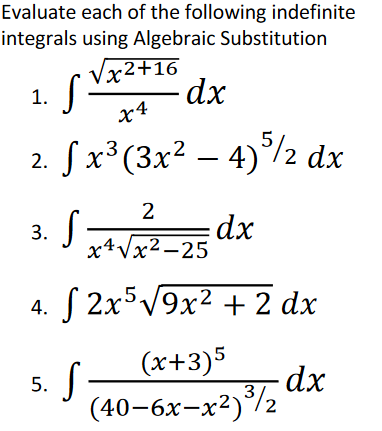 Evaluate each of the following indefinite
integrals using Algebraic Substitution
1. ∫ √(x²+16) / x⁴ dx
2. ∫ x³(3x² − 4)^(5/2) dx
3. ∫ 2 / (x⁴√(x²−25)) dx
4. ∫ 2x⁵√(9x² + 2) dx
5. ∫ (x+3)⁵ / (40−6x−x²)^(3/2) dx